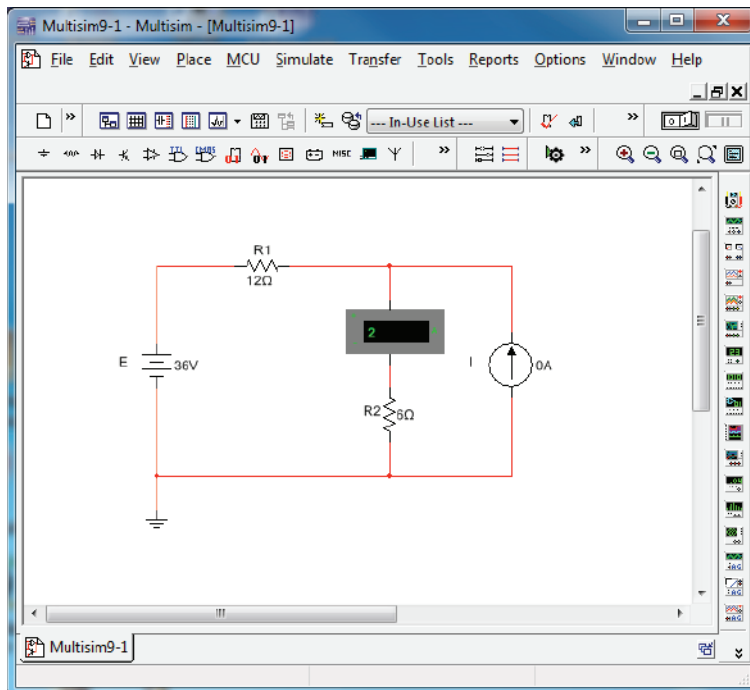 Multisim9-1 - Multisim - [Multisim9-1]
File Edit View Place MCU Simulate Transfer Tools Reports Options Window Help
--- In-Use List ---
MISC
R1
12Ω
2
E
36V
I
0A
R2
6Ω
Multisim9-1